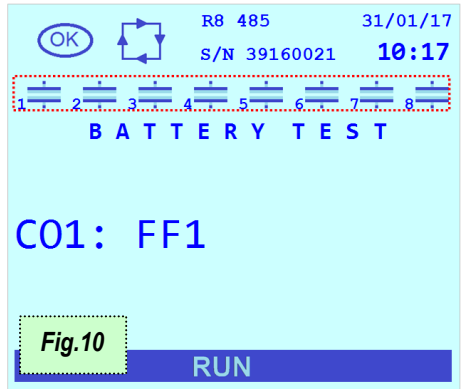 OK R8 485 31/01/17
S/N 39160021 10:17
1 2 3 4 5 6 7 8
BATTERY TEST
CO1: FF1
Fig.10
RUN